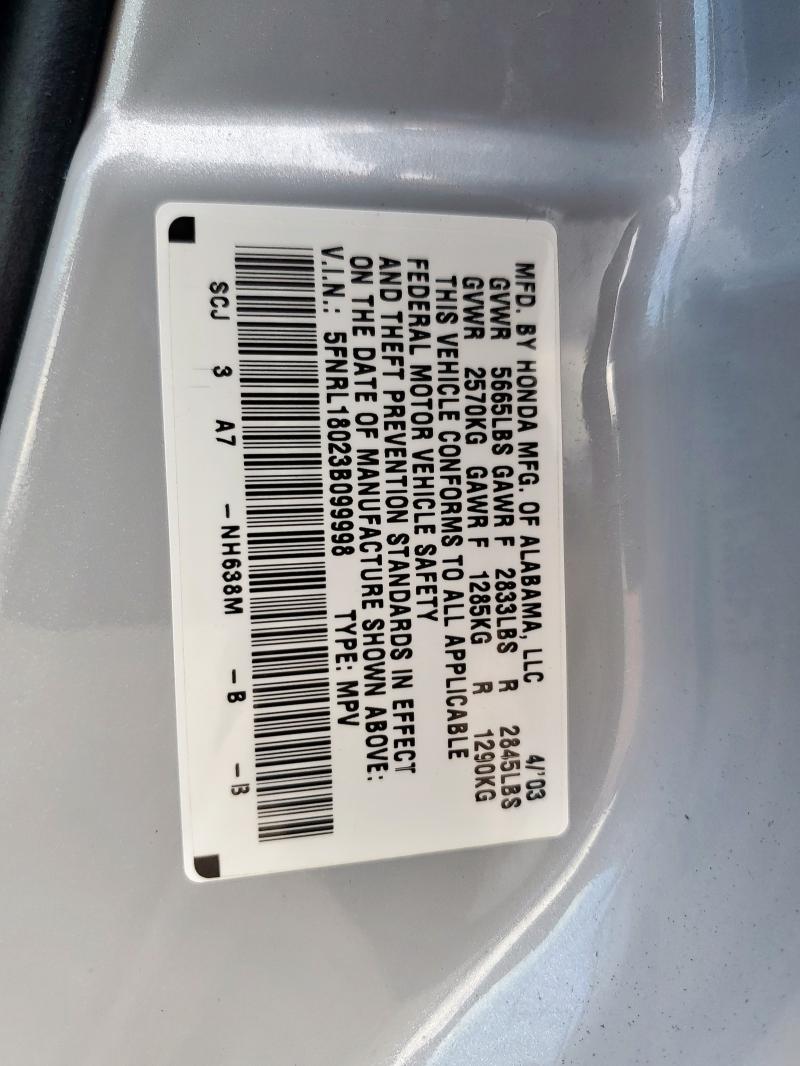 MFD. BY HONDA MFG. OF ALABAMA, LLC 4/'03
GVWR 5665LBS GAWR F 2833LBS R 2845LBS
GVWR 2570KG GAWR F 1285KG R 1290KG
THIS VEHICLE CONFORMS TO ALL APPLICABLE
FEDERAL MOTOR VEHICLE SAFETY
AND THEFT PREVENTION STANDARDS IN EFFECT
ON THE DATE OF MANUFACTURE SHOWN ABOVE:
V.I.N.: 5FNRL18023B099998 TYPE: MPV
SCJ 3 A7 -NH638M -B -B